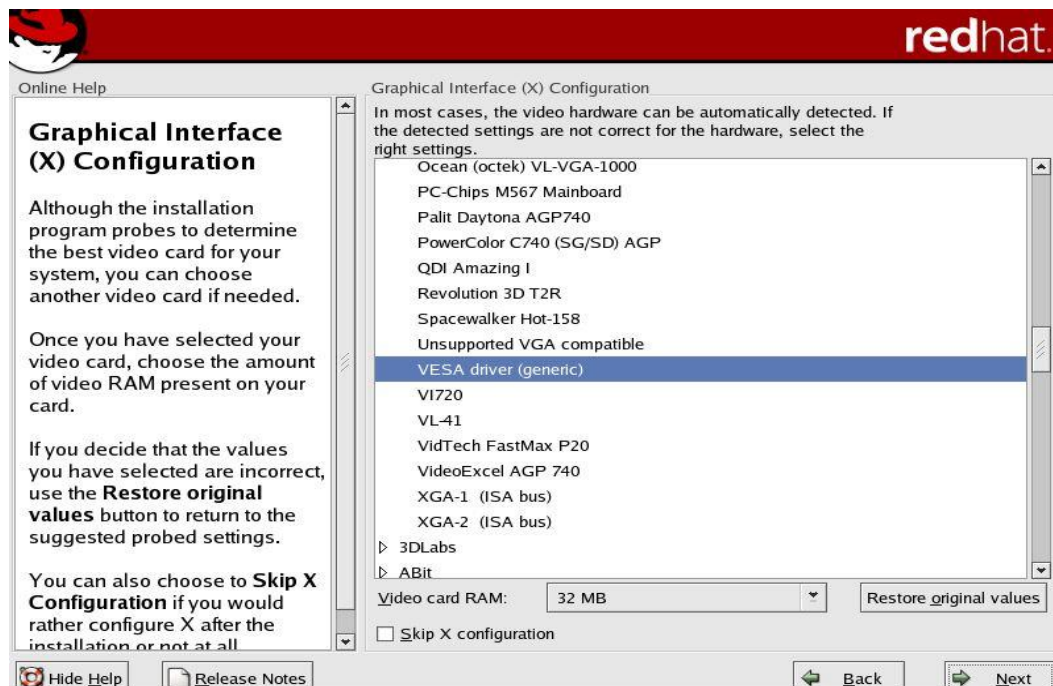 redhat.
Online Help
Graphical Interface
(X) Configuration
Although the installation
program probes to determine
the best video card for your
system, you can choose
another video card if needed.
Once you have selected your
video card, choose the amount
of video RAM present on your
card.
If you decide that the values
you have selected are incorrect,
use the Restore original
values button to return to the
suggested probed settings.
You can also choose to Skip X
Configuration if you would
rather configure X after the
installation or not at all
Graphical Interface (X) Configuration
In most cases, the video hardware can be automatically detected. If
the detected settings are not correct for the hardware, select the
right settings.
Ocean (octek) VL-VGA-1000
PC-Chips M567 Mainboard
Palit Daytona AGP740
PowerColor C740 (SG/SD) AGP
QDI Amazing I
Revolution 3D T2R
Spacewalker Hot-158
Unsupported VGA compatible
VESA driver (generic)
VI720
VL-41
VidTech FastMax P20
VideoExcel AGP 740
XGA-1 (ISA bus)
XGA-2 (ISA bus)
3DLabs
ABit
Video card RAM: 32 MB Restore original values
Skip X configuration
Hide Help Release Notes Back Next